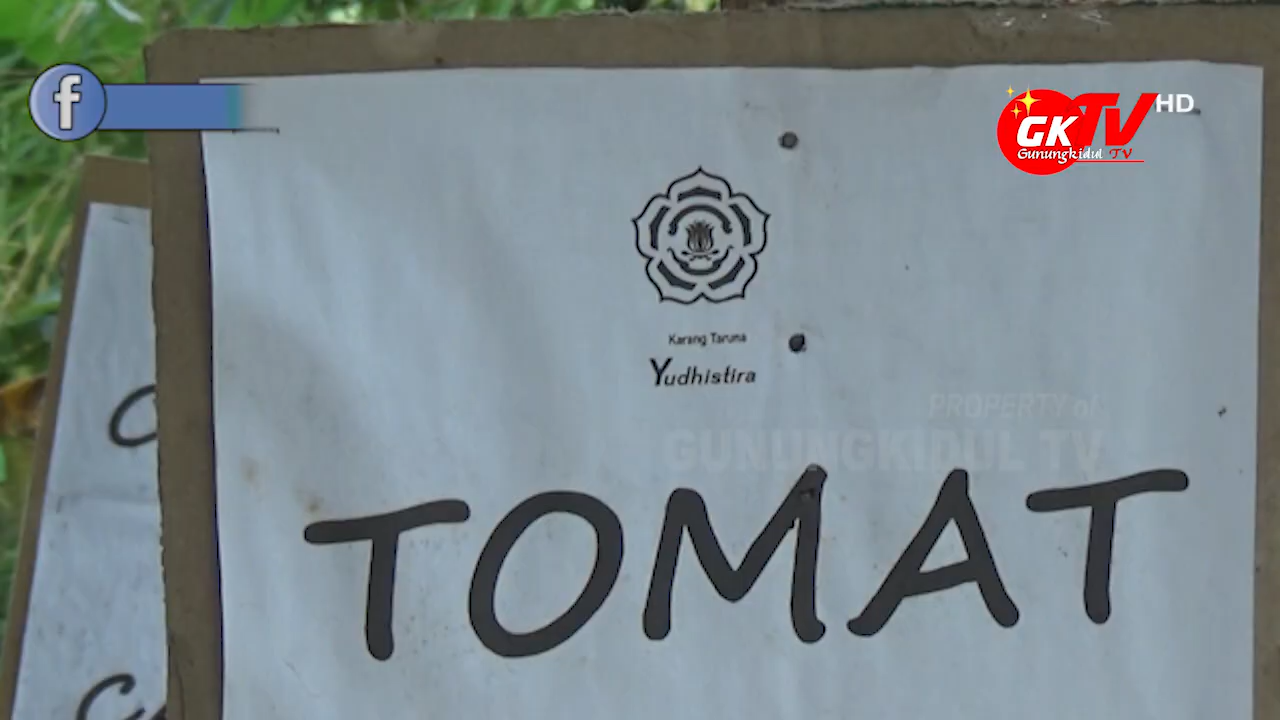 f
GK TV HD
Gunungkidul TV
Karang Taruna
Yudhistira
PROPERTY of
GUNUNGKIDUL TV
TOMAT